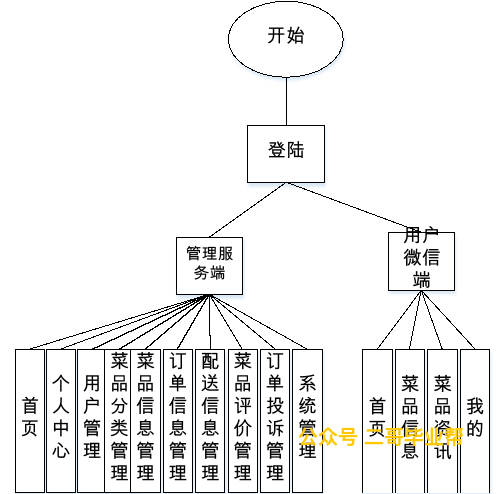 开始
登陆
管理服
务端
用户
微信
端
首页
个人中心
用户管理
菜品分类管理
菜品信息管理
订单信息管理
配送信息管理
菜品评价管理
订单投诉管理
系统管理
首页
菜品信息
菜品资讯
我的
公众号 二哥毕业帮